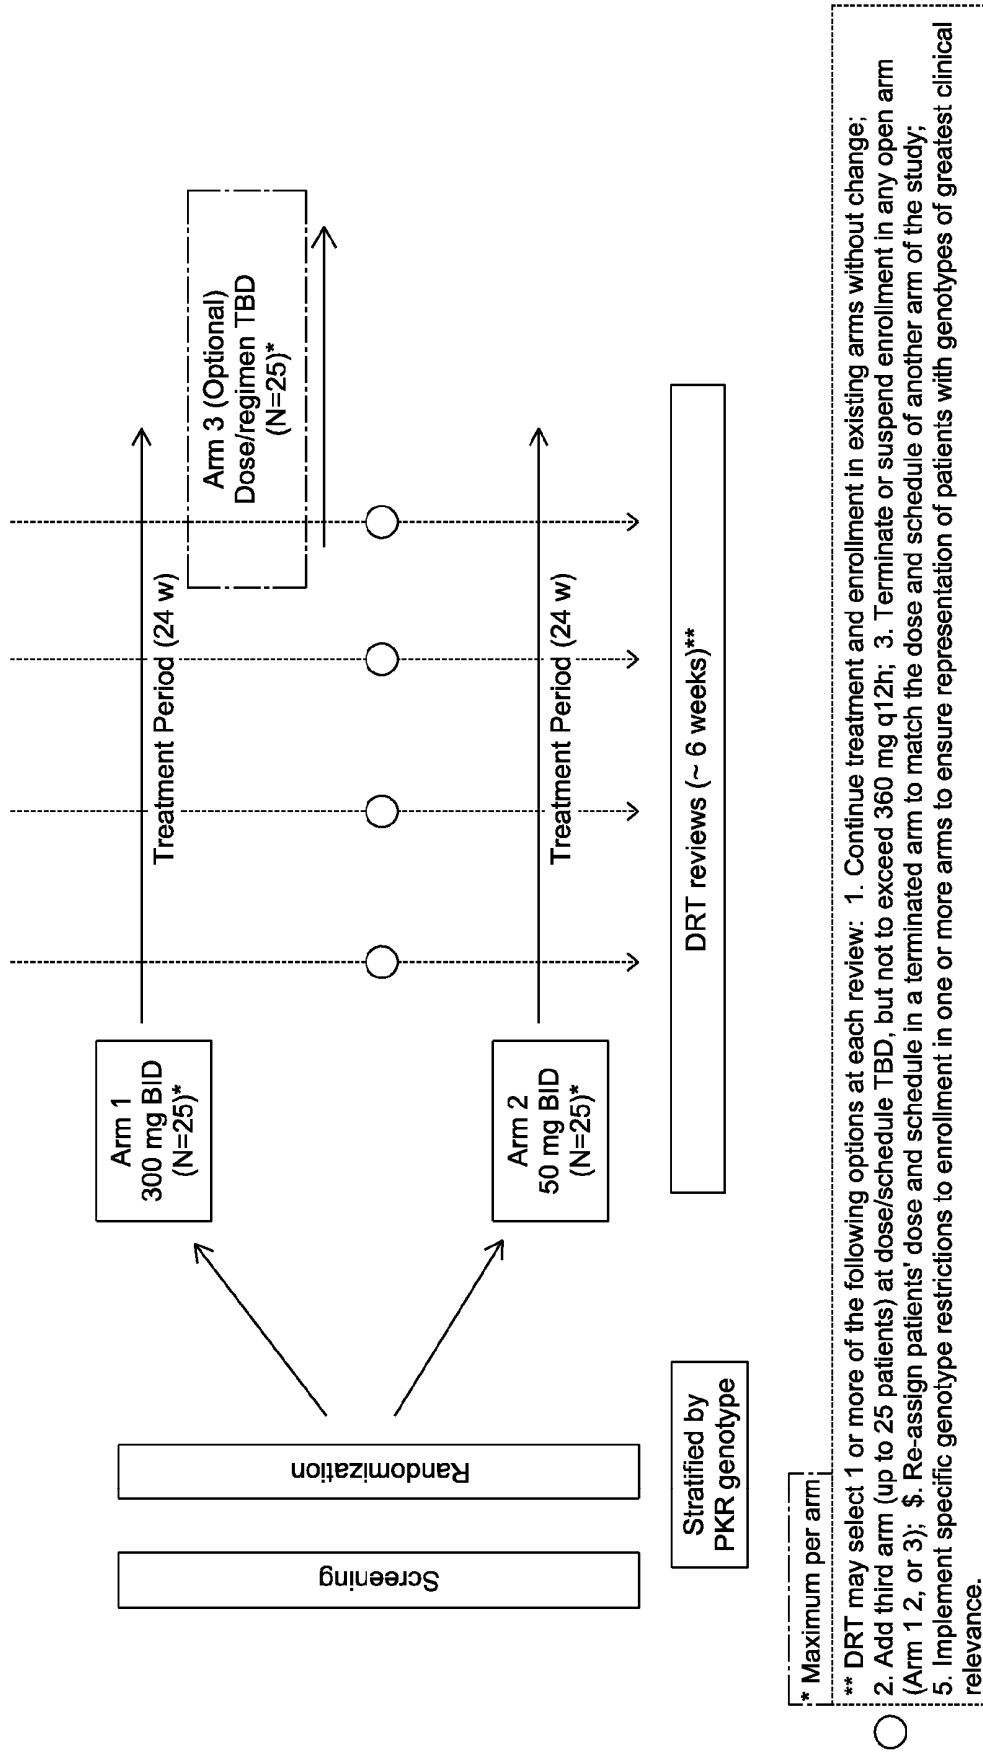 Screening
Randomization
Stratified by
PKR genotype
Arm 1
300 mg BID
(N=25)*
Treatment Period (24 w)
Arm 3 (Optional)
Dose/regimen TBD
(N=25)*
Arm 2
50 mg BID
(N=25)*
Treatment Period (24 w)
DRT reviews (~ 6 weeks)**
* Maximum per arm
** DRT may select 1 or more of the following options at each review: 1. Continue treatment and enrollment in existing arms without change;
2. Add third arm (up to 25 patients) at dose/schedule TBD, but not to exceed 360 mg q12h; 3. Terminate or suspend enrollment in any open arm
(Arm 1 2, or 3); $. Re-assign patients' dose and schedule in a terminated arm to match the dose and schedule of another arm of the study;
5. Implement specific genotype restrictions to enrollment in one or more arms to ensure representation of patients with genotypes of greatest clinical
relevance.